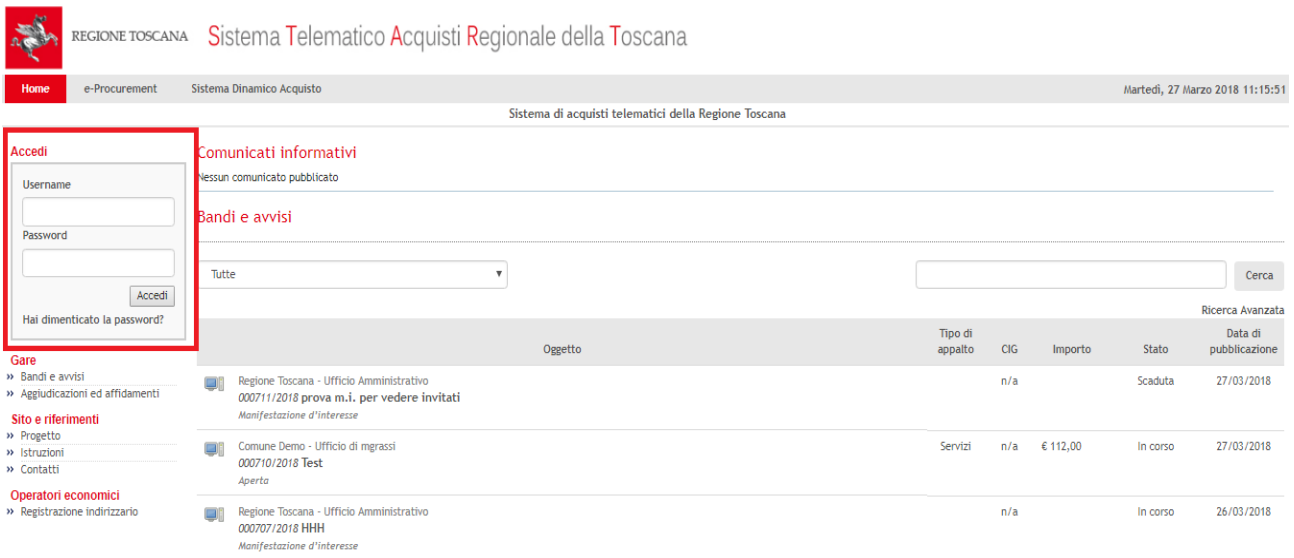 REGIONE TOSCANA Sistema Telematico Acquisti Regionale della Toscana
Home e-Procurement Sistema Dinamico Acquisto Martedì, 27 Marzo 2018 11:15:51
Sistema di acquisti telematici della Regione Toscana
Accedi
Username
Password
Accedi
Hai dimenticato la password?
Gare
» Bandi e avvisi
» Aggiudicazioni ed affidamenti
Sito e riferimenti
» Progetto
» Istruzioni
» Contatti
Operatori economici
» Registrazione indirizzario
Comunicati informativi
Nessun comunicato pubblicato
Bandi e avvisi
Tutte Cerca
Ricerca Avanzata
Oggetto Tipo di appalto CIG Importo Stato Data di pubblicazione
Regione Toscana - Ufficio Amministrativo n/a Scaduta 27/03/2018
000711/2018 prova m.i. per vedere invitati
Manifestazione d'interesse
Comune Demo - Ufficio di mgrassi Servizi n/a € 112,00 In corso 27/03/2018
000710/2018 Test
Aperta
Regione Toscana - Ufficio Amministrativo n/a In corso 26/03/2018
000707/2018 HHH
Manifestazione d'interesse